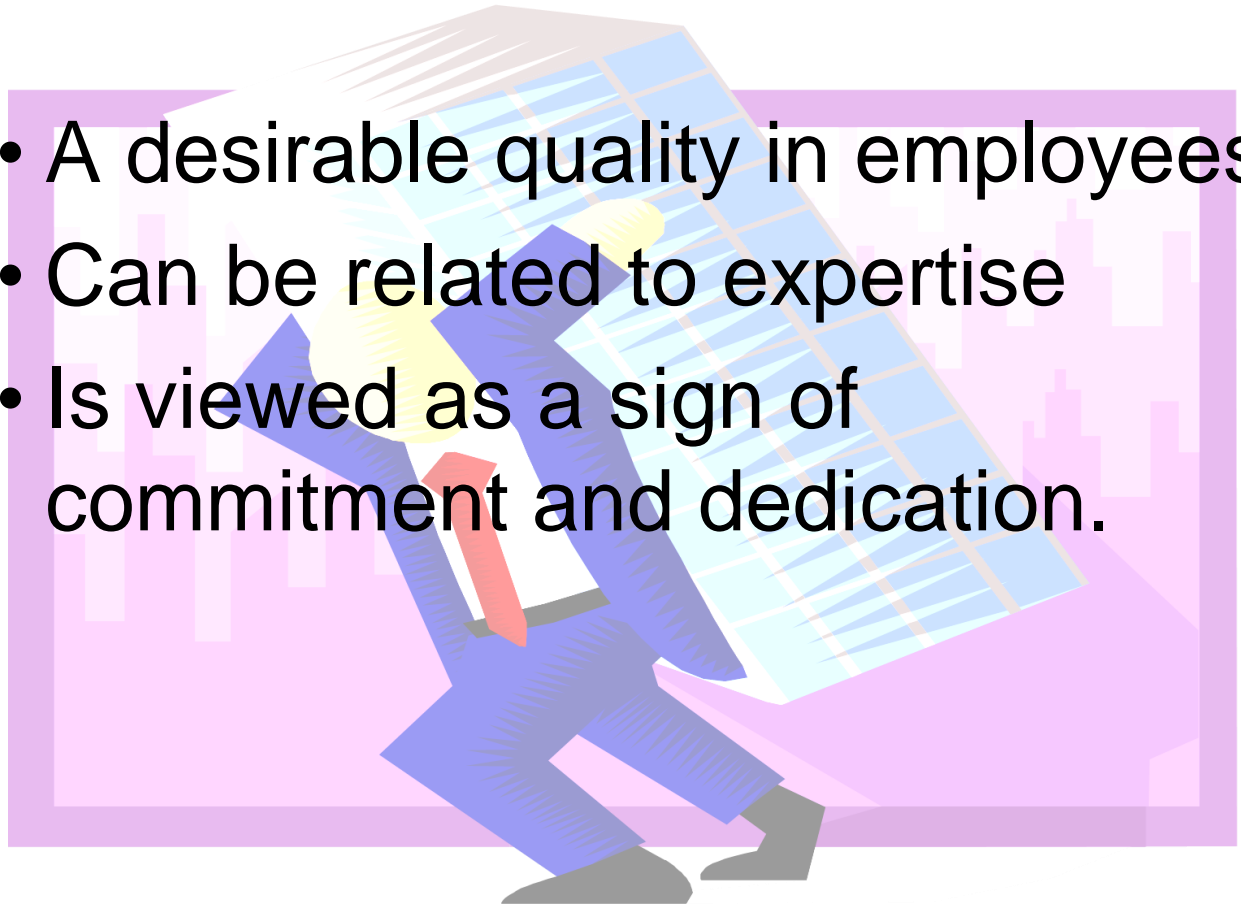 • A desirable quality in employees
• Can be related to expertise
• Is viewed as a sign of
commitment and dedication.